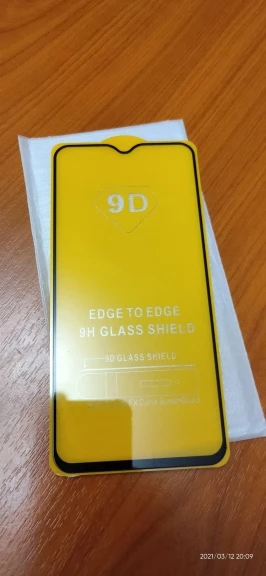 9D
EDGE TO EDGE
9H GLASS SHIELD
9D GLASS SHIELD
2021/03/12 20:09